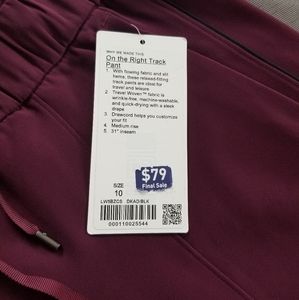 WHY WE MADE THIS
On the Right Track
Pant
1. With flowing fabric and slit
hems, these relaxed-fitting
track pants are ideal for
travel and leisure
2. Travel Woven™ fabric is
wrinkle-free, machine-washable,
and quick-drying with a sleek
drape
3. Drawcord helps you customize
your fit
4. Medium rise
5. 31" inseam
$79
Final Sale
SIZE
10
LW5BZCS DKAD/BLK
000110025544